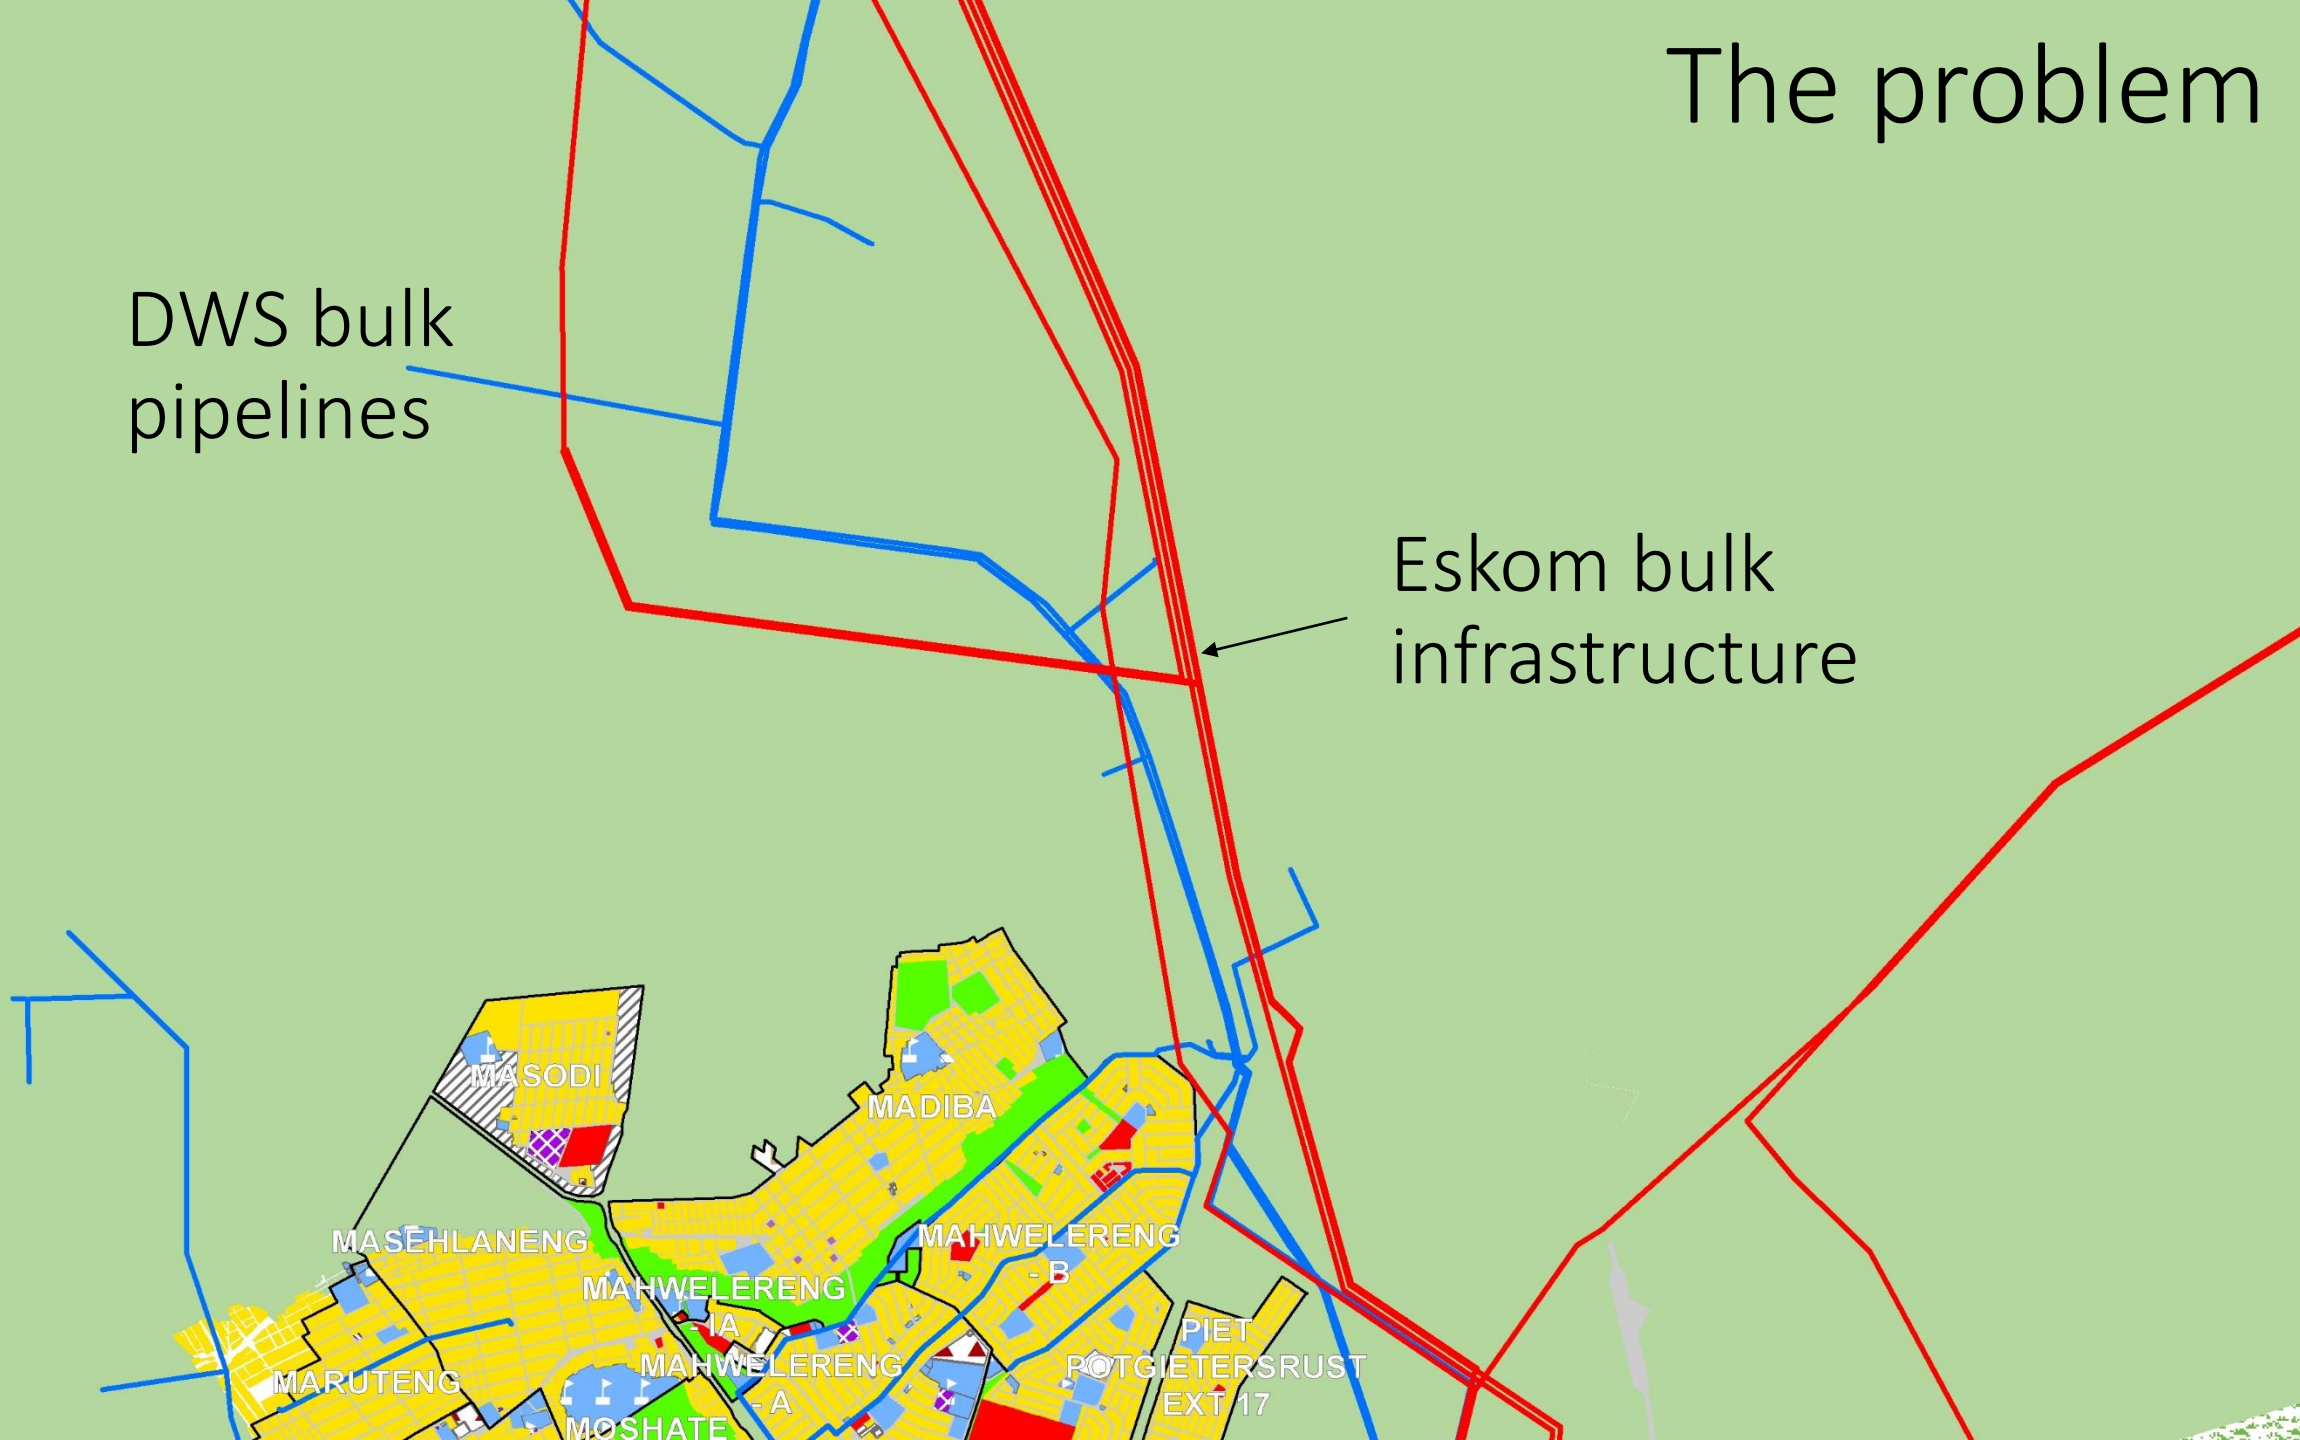 The problem
DWS bulk
pipelines
Eskom bulk
infrastructure
MASODI
MADIBA
MASEHLANENG
MAHWELERENG
- B
MAHWELERENG
- IA
PIET
POTGIETERSRUST
EXT 17
MAHWELERENG
- A
MARUTENG
MOSHATE